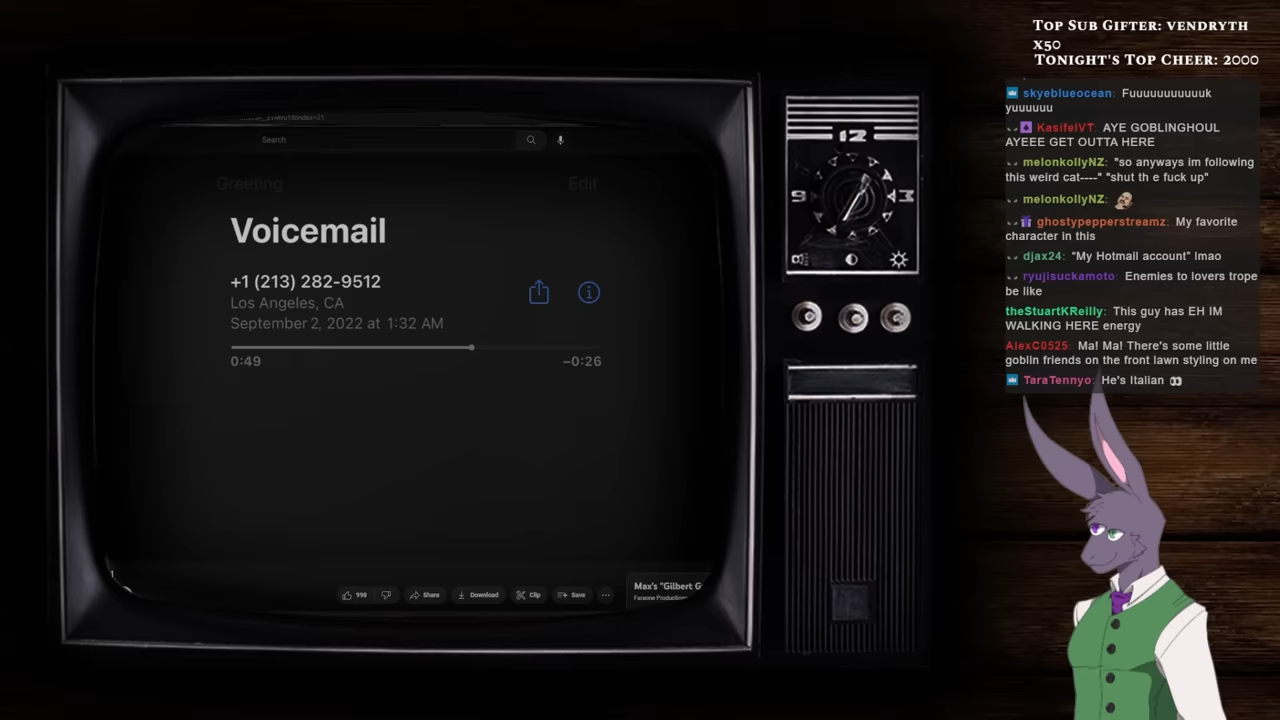 Search
Greeting
Edit
Voicemail
+1 (213) 282-9512
Los Angeles, CA
September 2, 2022 at 1:32 AM
0:49
–0:26
998
Share
Download
Clip
Save
Max's "Gilbert G
Faraone Production
12
9
3
Top Sub Gifter: vendryth
x50
Tonight's Top Cheer: 2000
skyeblueocean: Fuuuuuuuuuuk
yuuuuuu
KasifelVT: AYE GOBLINGHOUL
AYEEE GET OUTTA HERE
melonkollyNZ: "so anyways im following
this weird cat----" "shut th e fuck up"
melonkollyNZ:
ghostypepperstreamz: My favorite
character in this
djax24: "My Hotmail account" lmao
ryujisuckamoto: Enemies to lovers trope
be like
theStuartKReilly: This guy has EH IM
WALKING HERE energy
AlexC0525: Ma! Ma! There's some little
goblin friends on the front lawn styling on me
TaraTennyo: He's Italian